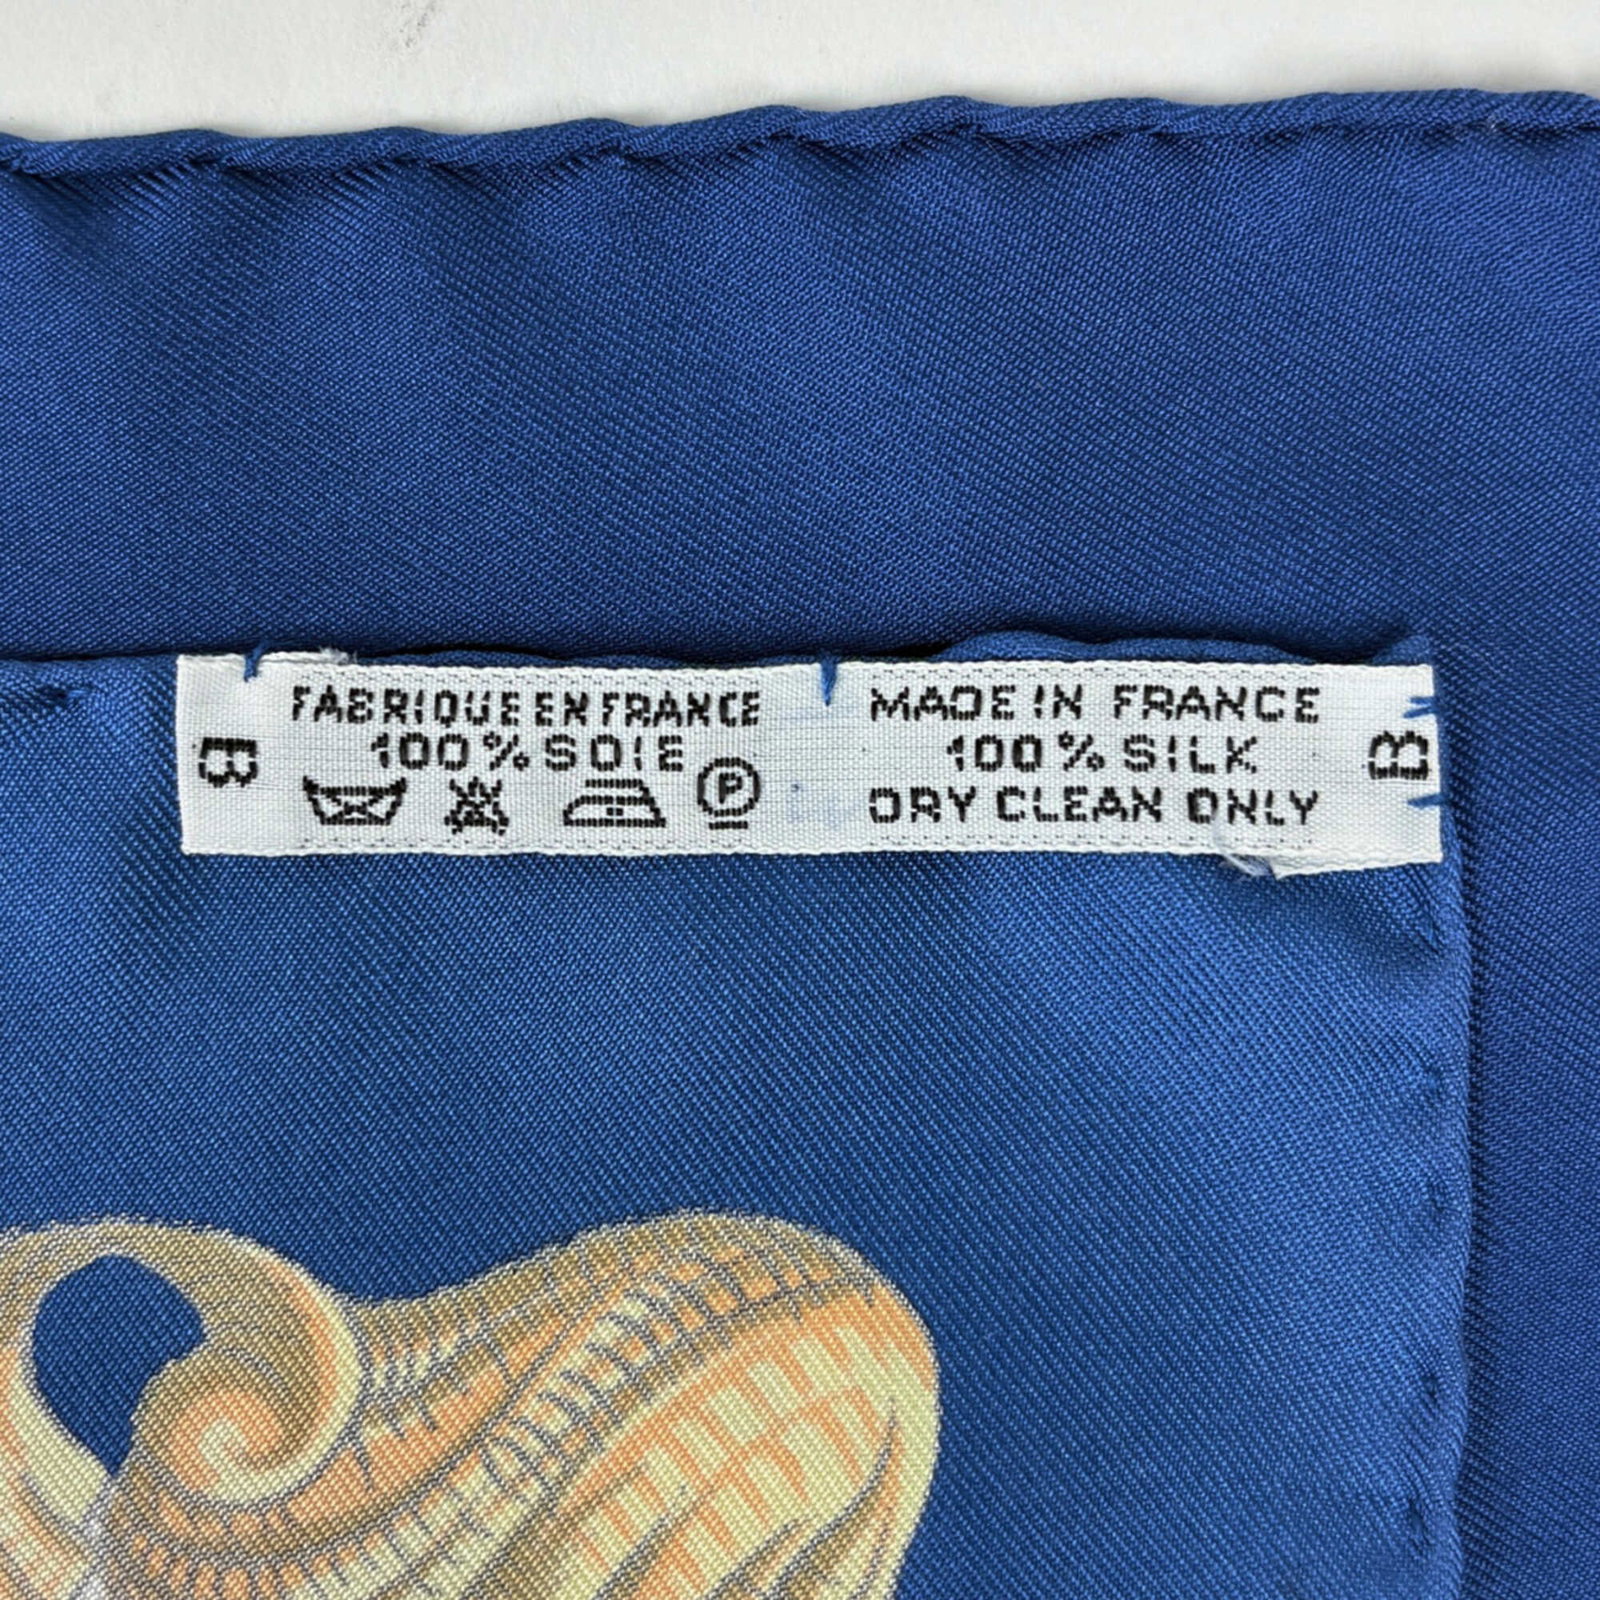 B
FABRIQUE EN FRANCE
100% SOIE
P
MADE IN FRANCE
100% SILK
DRY CLEAN ONLY
B